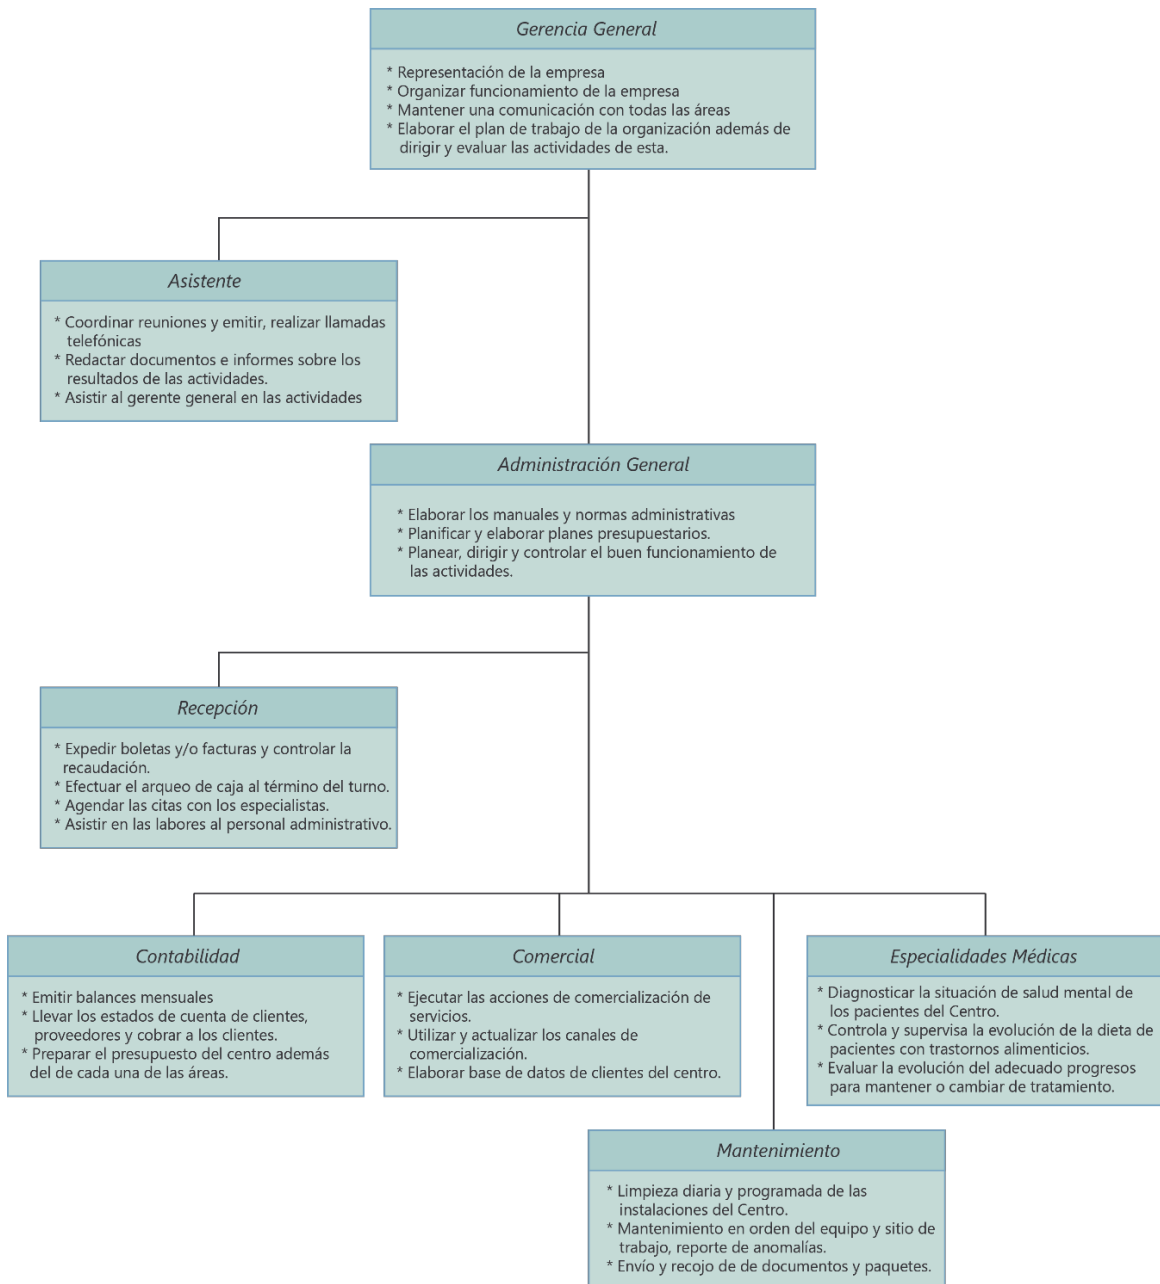 Gerencia General
* Representación de la empresa
* Organizar funcionamiento de la empresa
* Mantener una comunicación con todas las áreas
* Elaborar el plan de trabajo de la organización además de
dirigir y evaluar las actividades de esta.
Asistente
* Coordinar reuniones y emitir, realizar llamadas
telefónicas
* Redactar documentos e informes sobre los
resultados de las actividades.
* Asistir al gerente general en las actividades
Administración General
* Elaborar los manuales y normas administrativas
* Planificar y elaborar planes presupuestarios.
* Planear, dirigir y controlar el buen funcionamiento de
las actividades.
Recepción
* Expedir boletas y/o facturas y controlar la
recaudación.
* Efectuar el arqueo de caja al término del turno.
* Agendar las citas con los especialistas.
* Asistir en las labores al personal administrativo.
Contabilidad
* Emitir balances mensuales
* Llevar los estados de cuenta de clientes,
proveedores y cobrar a los clientes.
* Preparar el presupuesto del centro además
del de cada una de las áreas.
Comercial
* Ejecutar las acciones de comercialización de
servicios.
* Utilizar y actualizar los canales de
comercialización.
* Elaborar base de datos de clientes del centro.
Especialidades Médicas
* Diagnosticar la situación de salud mental de
los pacientes del Centro.
* Controla y supervisa la evolución de la dieta de
pacientes con trastornos alimenticios.
* Evaluar la evolución del adecuado progresos
para mantener o cambiar de tratamiento.
Mantenimiento
* Limpieza diaria y programada de las
instalaciones del Centro.
* Mantenimiento en orden del equipo y sitio de
trabajo, reporte de anomalías.
* Envío y recojo de de documentos y paquetes.